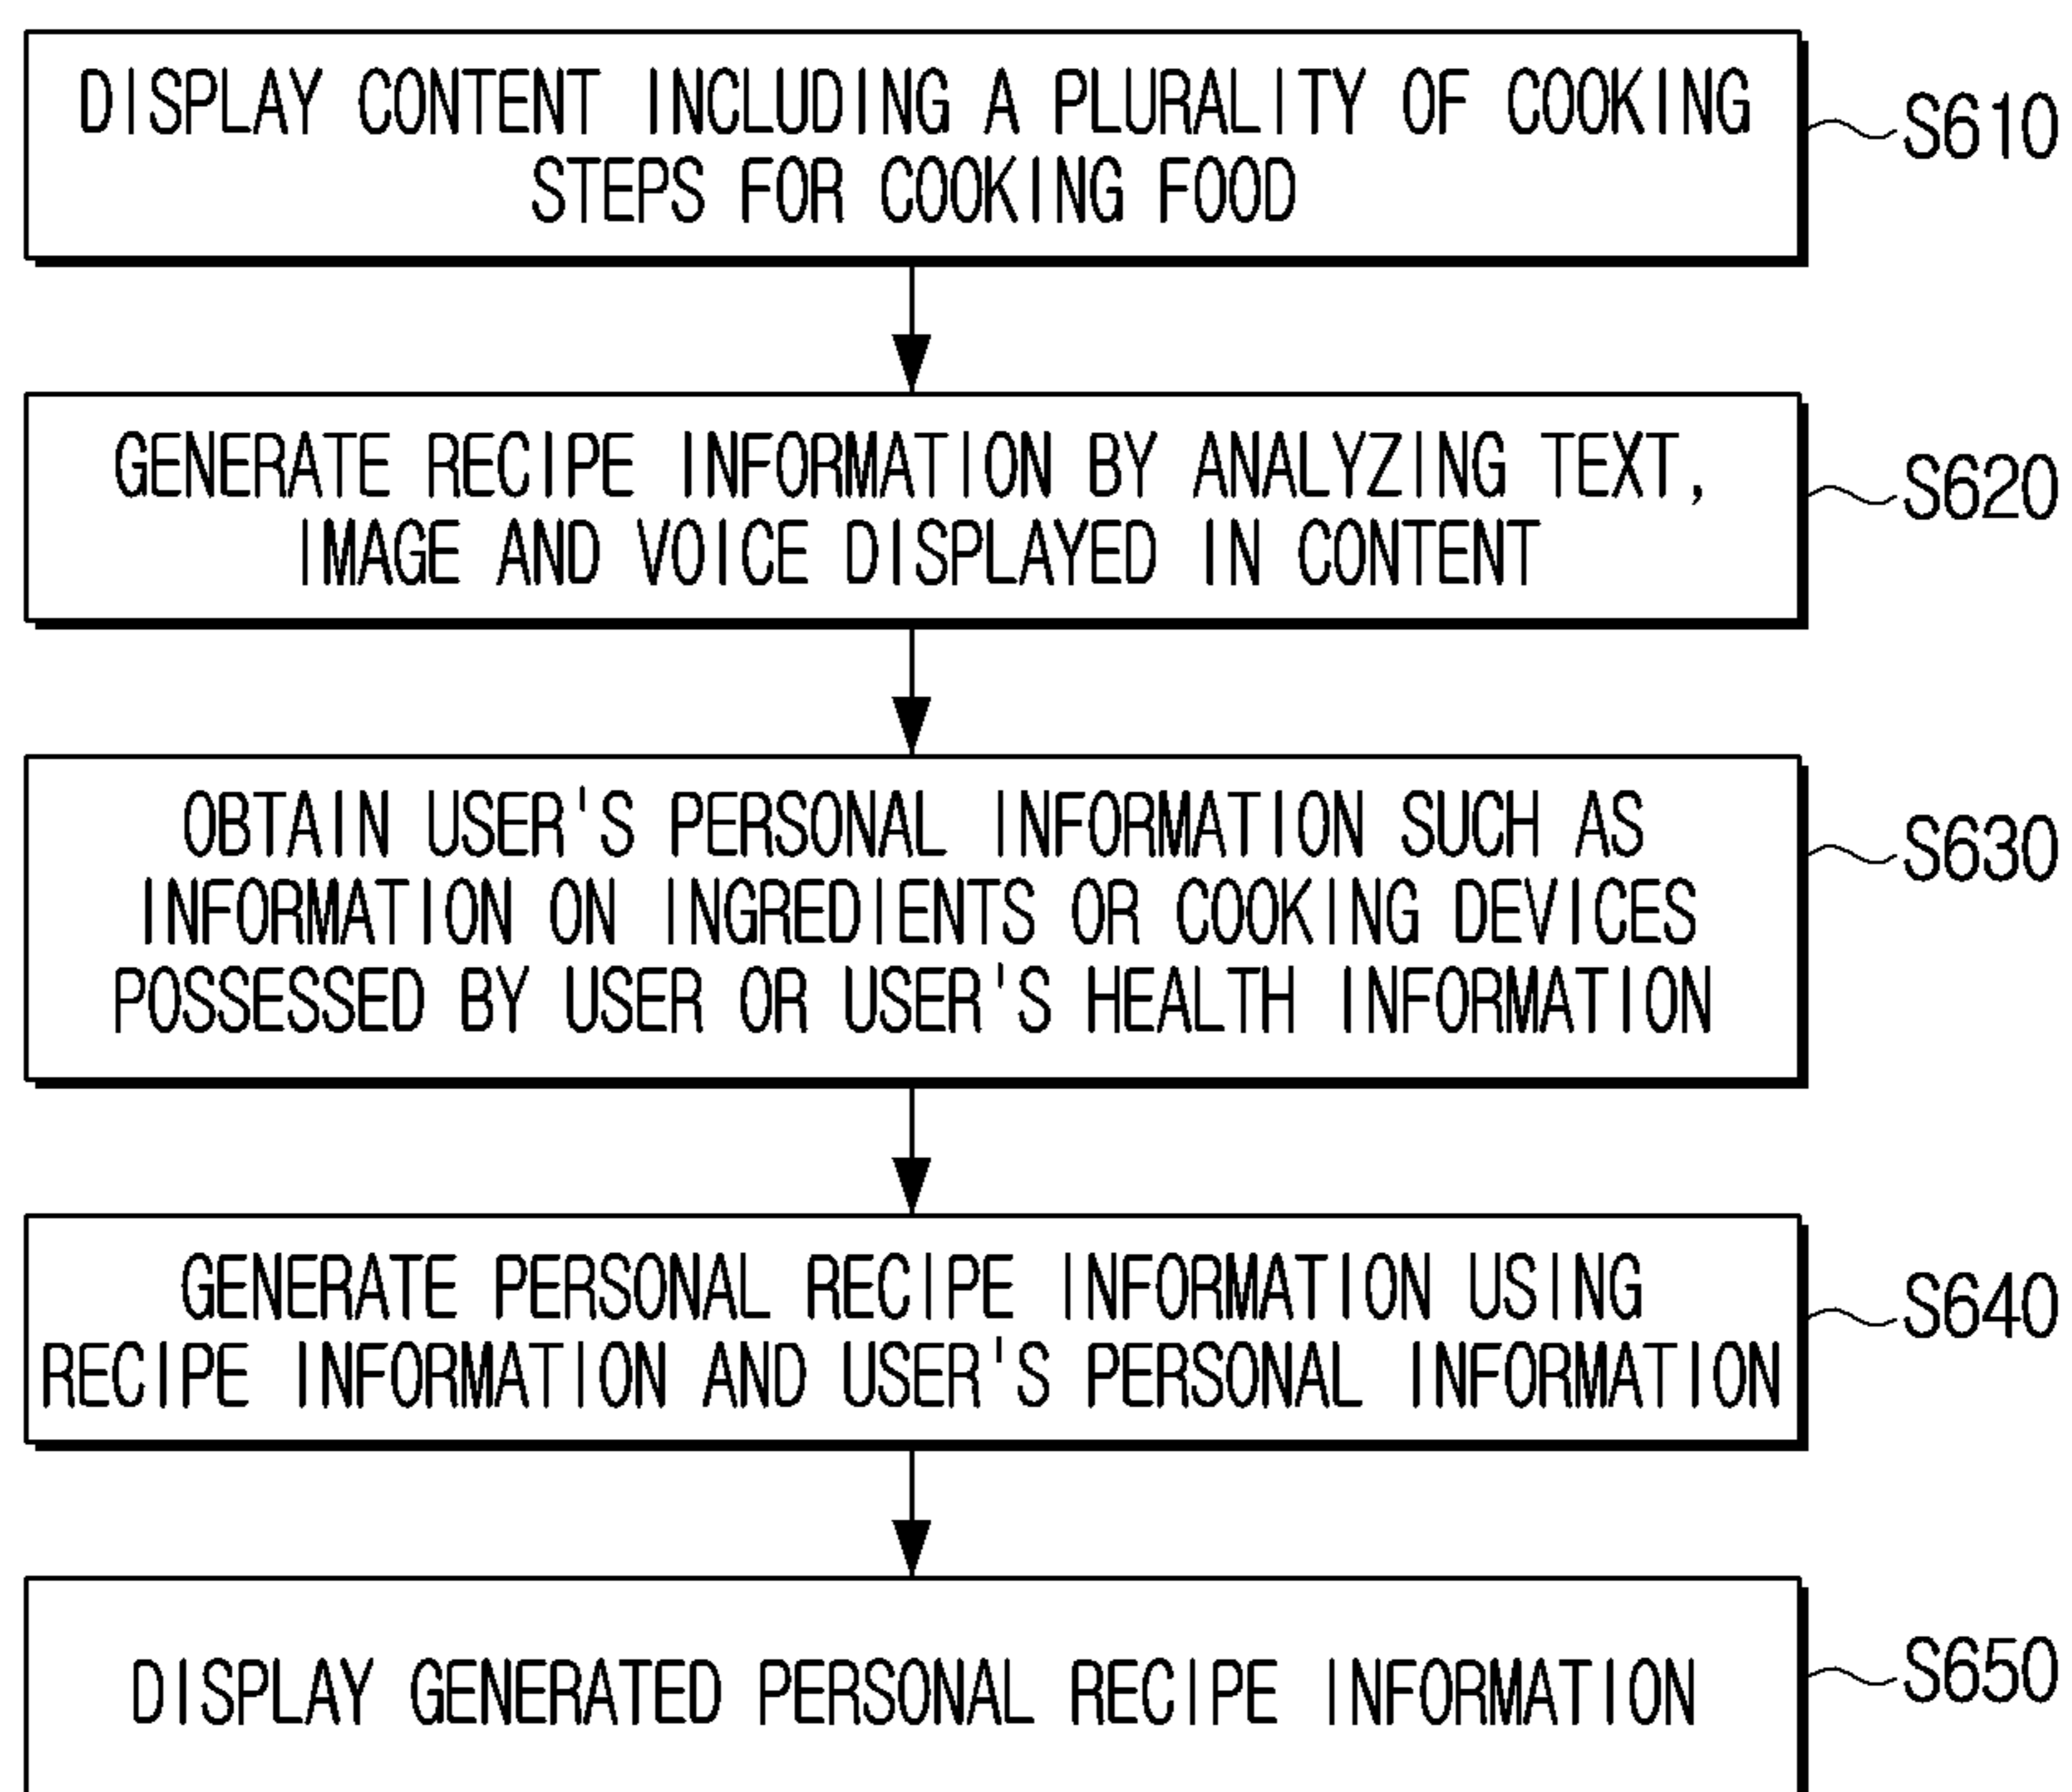 DISPLAY CONTENT INCLUDING A PLURALITY OF COOKING
STEPS FOR COOKING FOOD
S610
GENERATE RECIPE INFORMATION BY ANALYZING TEXT,
IMAGE AND VOICE DISPLAYED IN CONTENT
S620
OBTAIN USER'S PERSONAL INFORMATION SUCH AS
INFORMATION ON INGREDIENTS OR COOKING DEVICES
POSSESSED BY USER OR USER'S HEALTH INFORMATION
S630
GENERATE PERSONAL RECIPE INFORMATION USING
RECIPE INFORMATION AND USER'S PERSONAL INFORMATION
S640
DISPLAY GENERATED PERSONAL RECIPE INFORMATION
S650